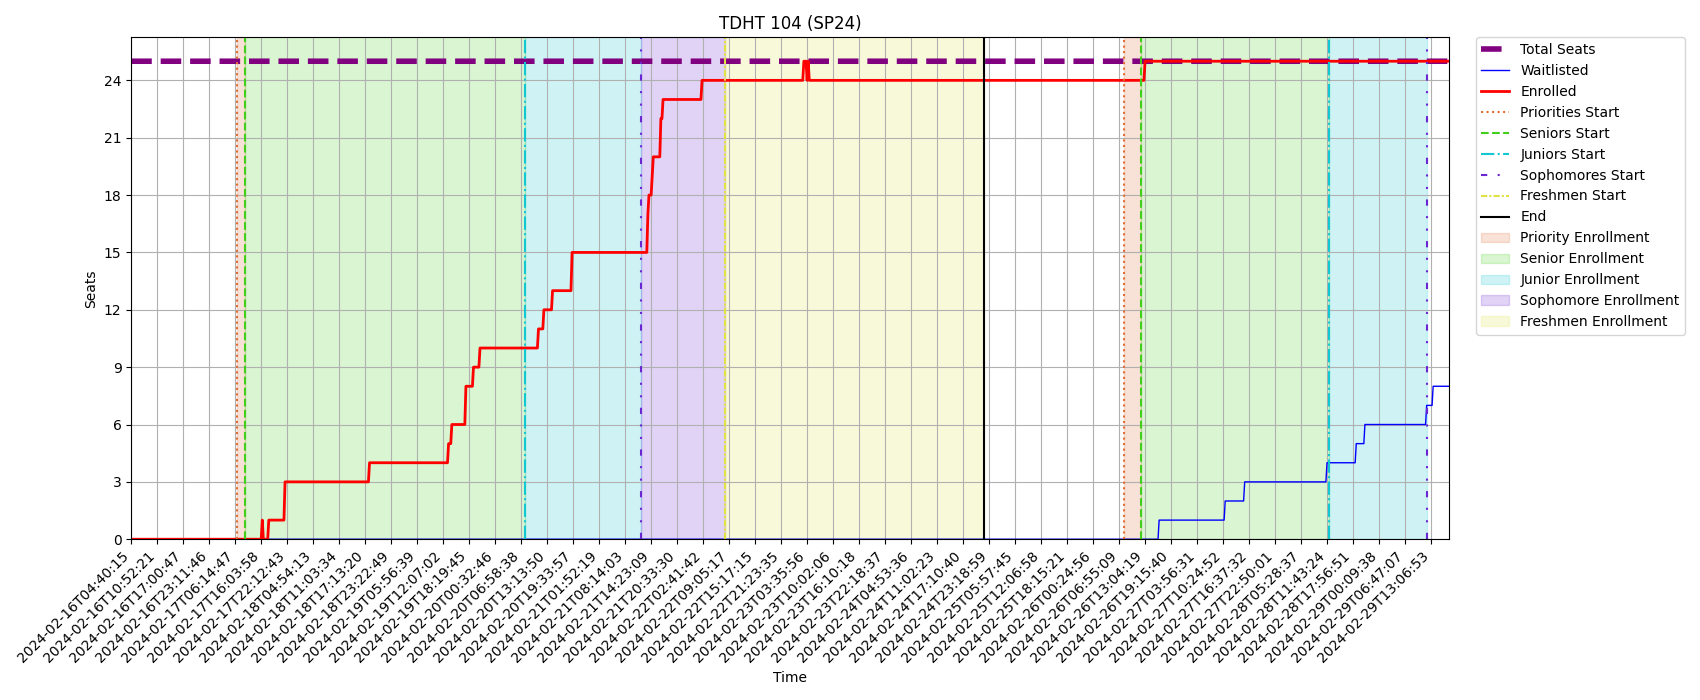 TDHT 104 (SP24)
Seats
24
21
18
15
12
9
6
3
0
2024-02-16T04:40:15
2024-02-16T10:52:21
2024-02-16T17:00:47
2024-02-16T23:11:46
2024-02-17T06:14:47
2024-02-17T16:03:58
2024-02-17T22:12:43
2024-02-18T04:54:13
2024-02-18T11:03:34
2024-02-18T17:13:20
2024-02-18T23:22:49
2024-02-19T05:56:39
2024-02-19T12:07:02
2024-02-19T18:19:45
2024-02-20T00:32:46
2024-02-20T06:58:38
2024-02-20T13:13:50
2024-02-20T19:33:57
2024-02-21T01:52:19
2024-02-21T08:14:03
2024-02-21T14:23:09
2024-02-21T20:33:30
2024-02-22T02:41:42
2024-02-22T09:05:17
2024-02-22T15:17:15
2024-02-22T21:23:35
2024-02-23T03:35:56
2024-02-23T10:02:06
2024-02-23T16:10:18
2024-02-23T22:18:37
2024-02-24T04:53:36
2024-02-24T11:02:23
2024-02-24T17:10:40
2024-02-24T23:18:59
2024-02-25T05:57:45
2024-02-25T12:06:58
2024-02-25T18:15:21
2024-02-26T00:24:56
2024-02-26T06:55:09
2024-02-26T13:04:19
2024-02-26T19:15:40
2024-02-27T03:56:31
2024-02-27T10:24:52
2024-02-27T16:37:32
2024-02-27T22:50:01
2024-02-28T05:28:37
2024-02-28T11:43:24
2024-02-28T17:56:51
2024-02-29T00:09:38
2024-02-29T06:47:07
2024-02-29T13:06:53
Time
Total Seats
Waitlisted
Enrolled
Priorities Start
Seniors Start
Juniors Start
Sophomores Start
Freshmen Start
End
Priority Enrollment
Senior Enrollment
Junior Enrollment
Sophomore Enrollment
Freshmen Enrollment